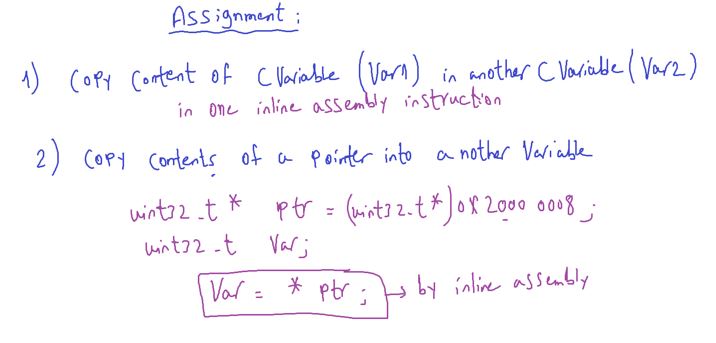 Assignment :
1) Copy Content of C Variable (Var1) in another C Variable (Var2)
in one inline assembly instruction
2) Copy Contents of a pointer into another Variable
uint32_t * ptr = (uint32_t*)0x2000 0008 ;
uint32_t Var;
Var = * ptr ; → by inline assembly